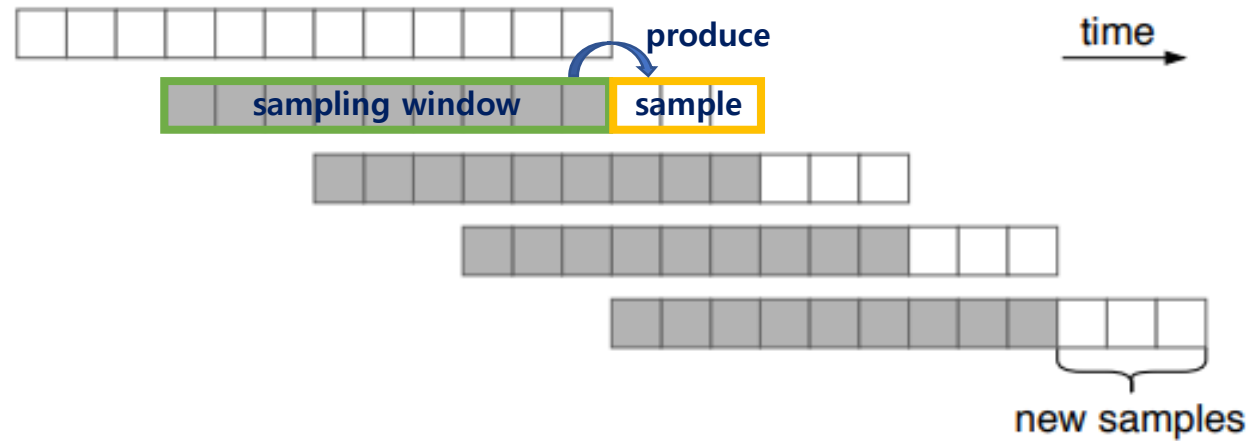 produce
time
sampling window
sample
new samples